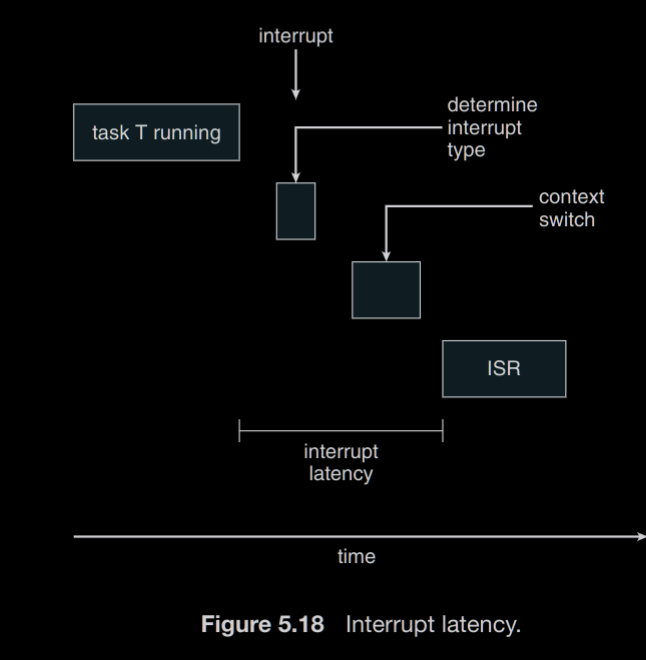 interrupt
task T running
determine
interrupt
type
context
switch
ISR
interrupt
latency
time
Figure 5.18 Interrupt latency.